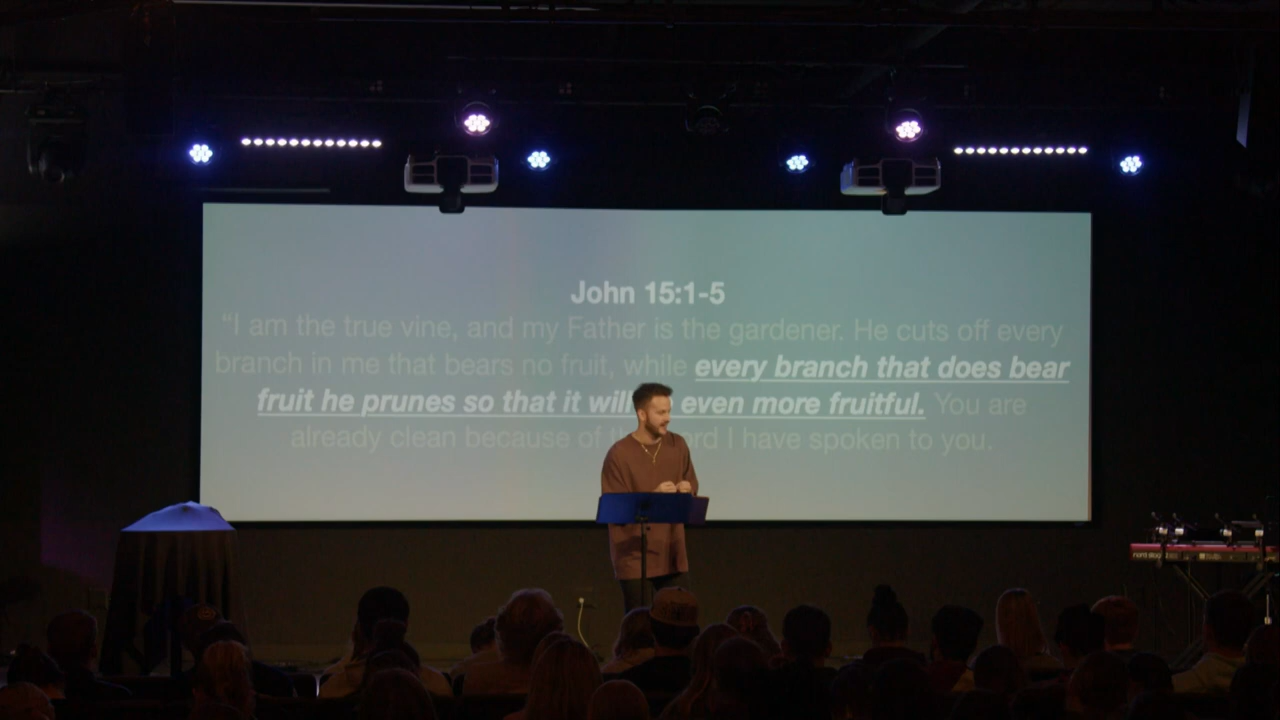 John 15:1-5
“I am the true vine, and my Father is the gardener. He cuts off every
branch in me that bears no fruit, while every branch that does bear
fruit he prunes so that it will even more fruitful. You are
already clean because of I have spoken to you.
nord